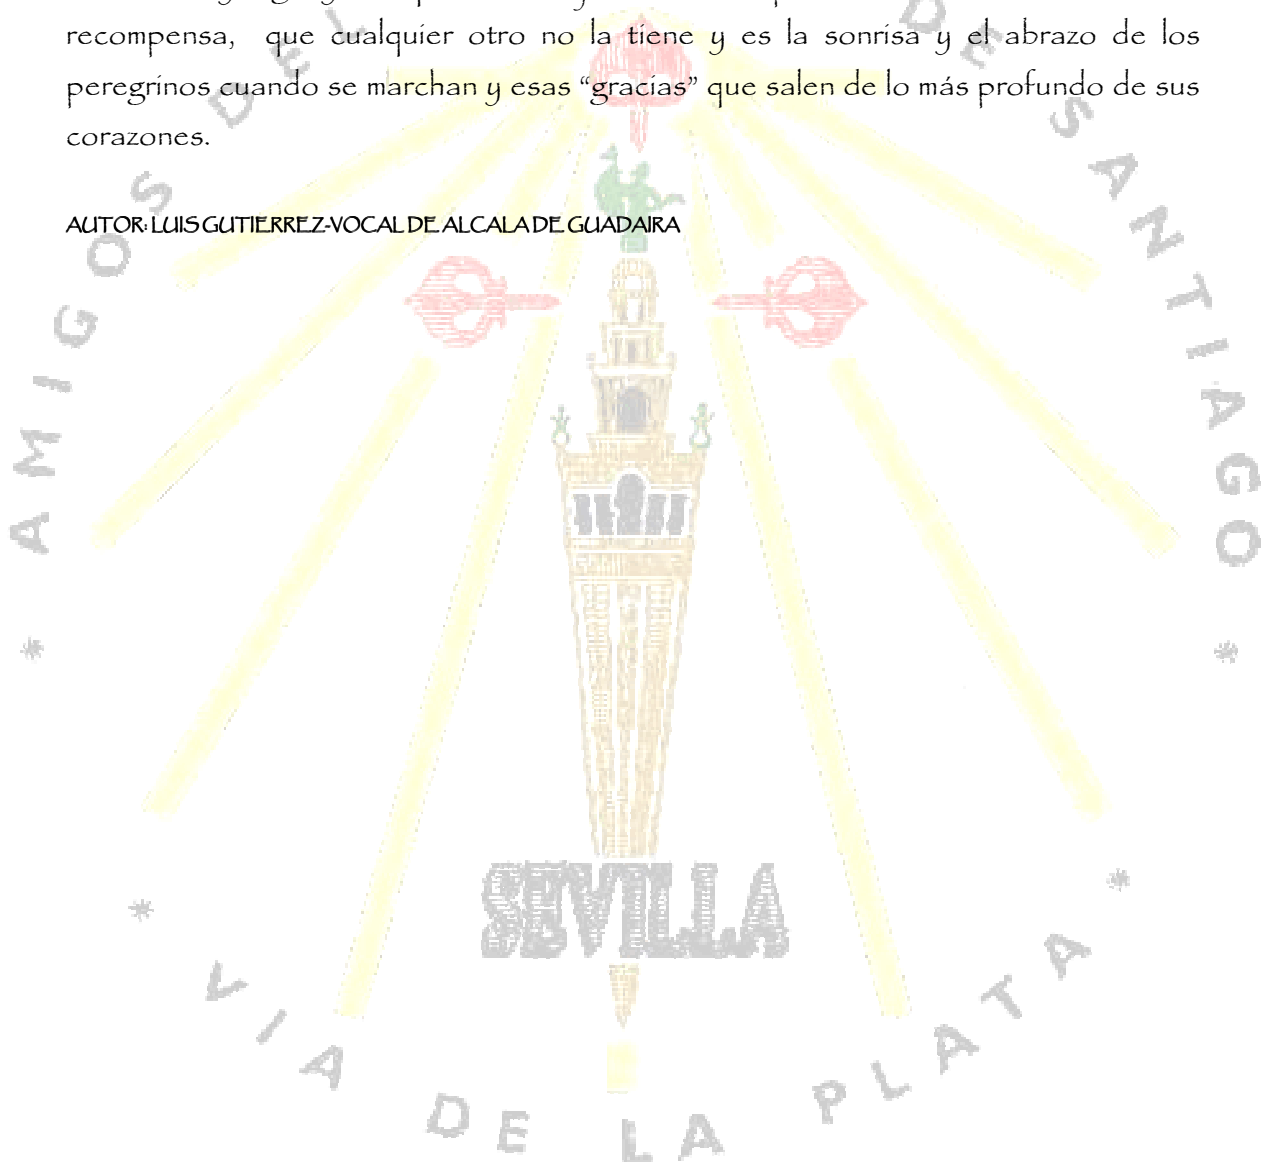 recompensa, que cualquier otro no la tiene y es la sonrisa y el abrazo de los
peregrinos cuando se marchan y esas “gracias” que salen de lo más profundo de sus
corazones.
AUTOR: LUIS GUTIERREZ-VOCAL DE ALCALA DE GUADAIRA
* AMIGOS DEL
DE SANTIAGO *
SEVILLA
* VIA DE LA PLATA *